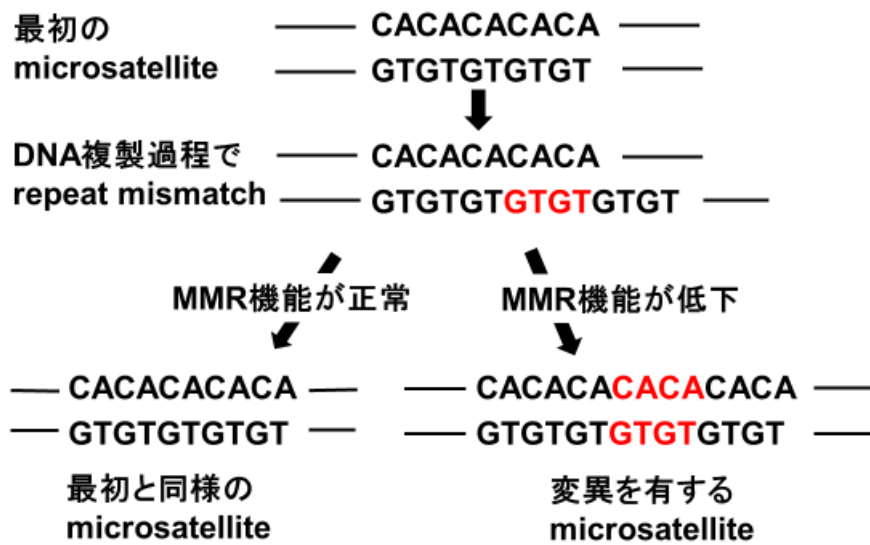 最初の
microsatellite
CACACACACA
GTGTGTGTGT
DNA複製過程で
repeat mismatch
CACACACACA
GTGTGTGTGTGTGT
MMR機能が正常
MMR機能が低下
CACACACACA
GTGTGTGTGT
CACACACACACACA
GTGTGTGTGTGTGT
最初と同様の
microsatellite
変異を有する
microsatellite